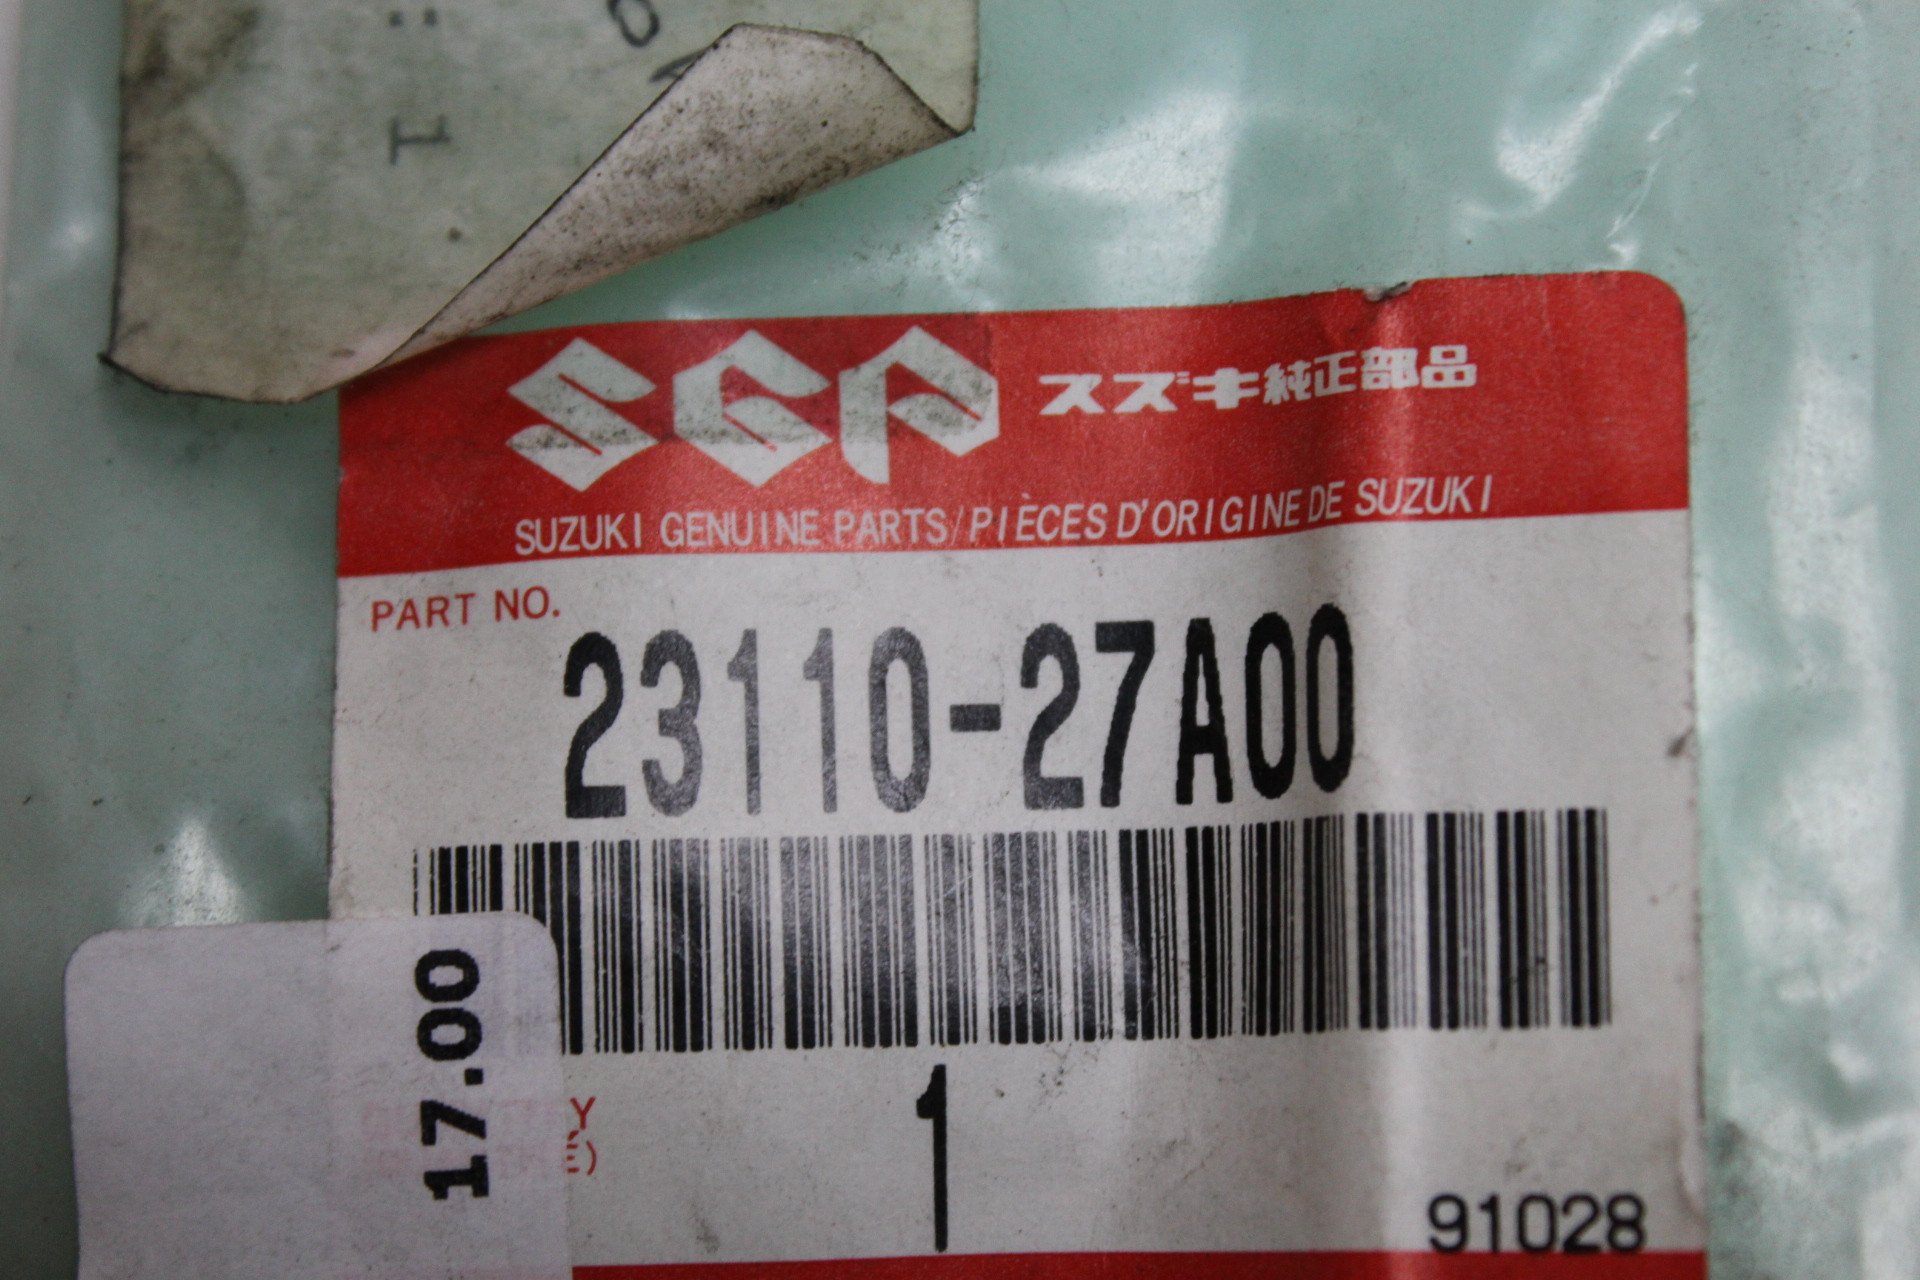 SGP スズキ純正部品
SUZUKI GENUINE PARTS/PIÈCES D'ORIGINE DE SUZUKI
PART NO.
23110-27A00
17.00
1
91028